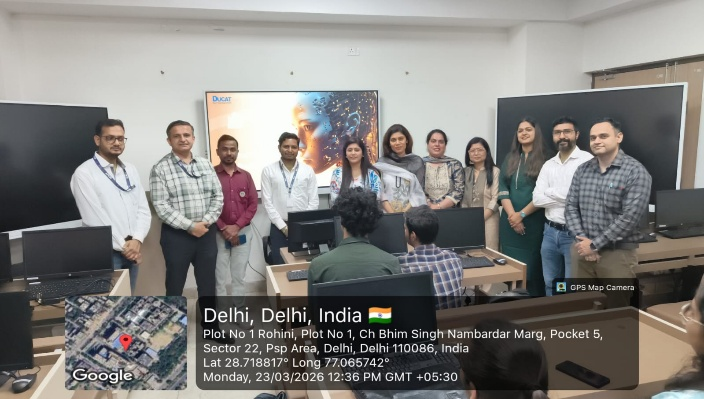 DUCAT
GPS Map Camera
Delhi, Delhi, India 🇮🇳
Plot No 1 Rohini, Plot No 1, Ch Bhim Singh Nambardar Marg, Pocket 5,
Sector 22, Psp Area, Delhi, Delhi 110086, India
Lat 28.718817° Long 77.065742°
Monday, 23/03/2026 12:36 PM GMT +05:30
Google